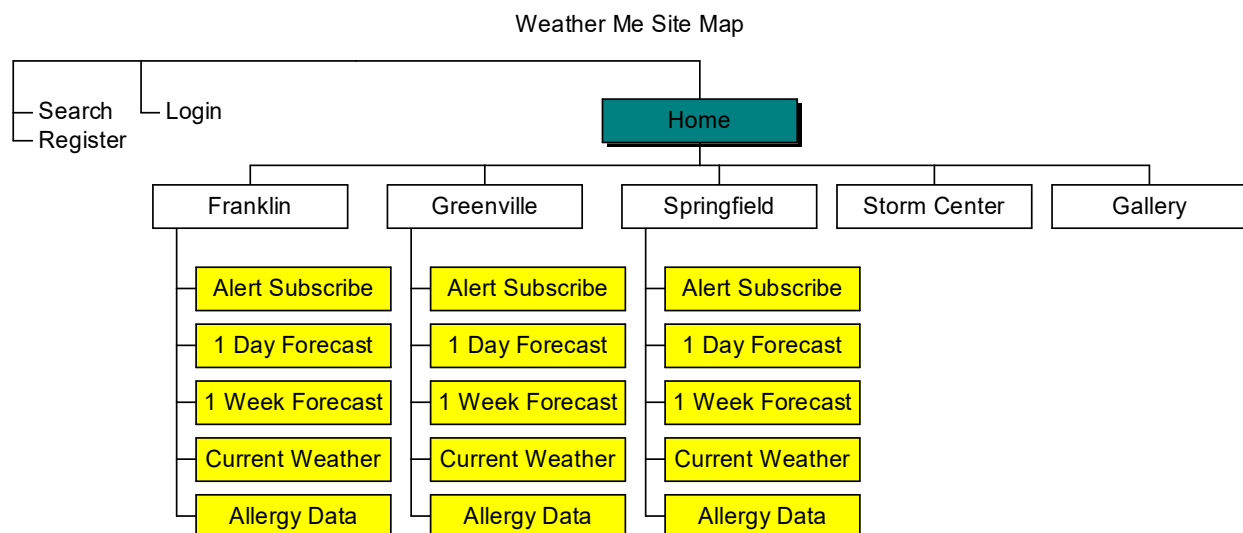 Weather Me Site Map
Search
Login
Register
Home
Franklin
Greenville
Springfield
Storm Center
Gallery
Alert Subscribe
Alert Subscribe
Alert Subscribe
1 Day Forecast
1 Day Forecast
1 Day Forecast
1 Week Forecast
1 Week Forecast
1 Week Forecast
Current Weather
Current Weather
Current Weather
Allergy Data
Allergy Data
Allergy Data